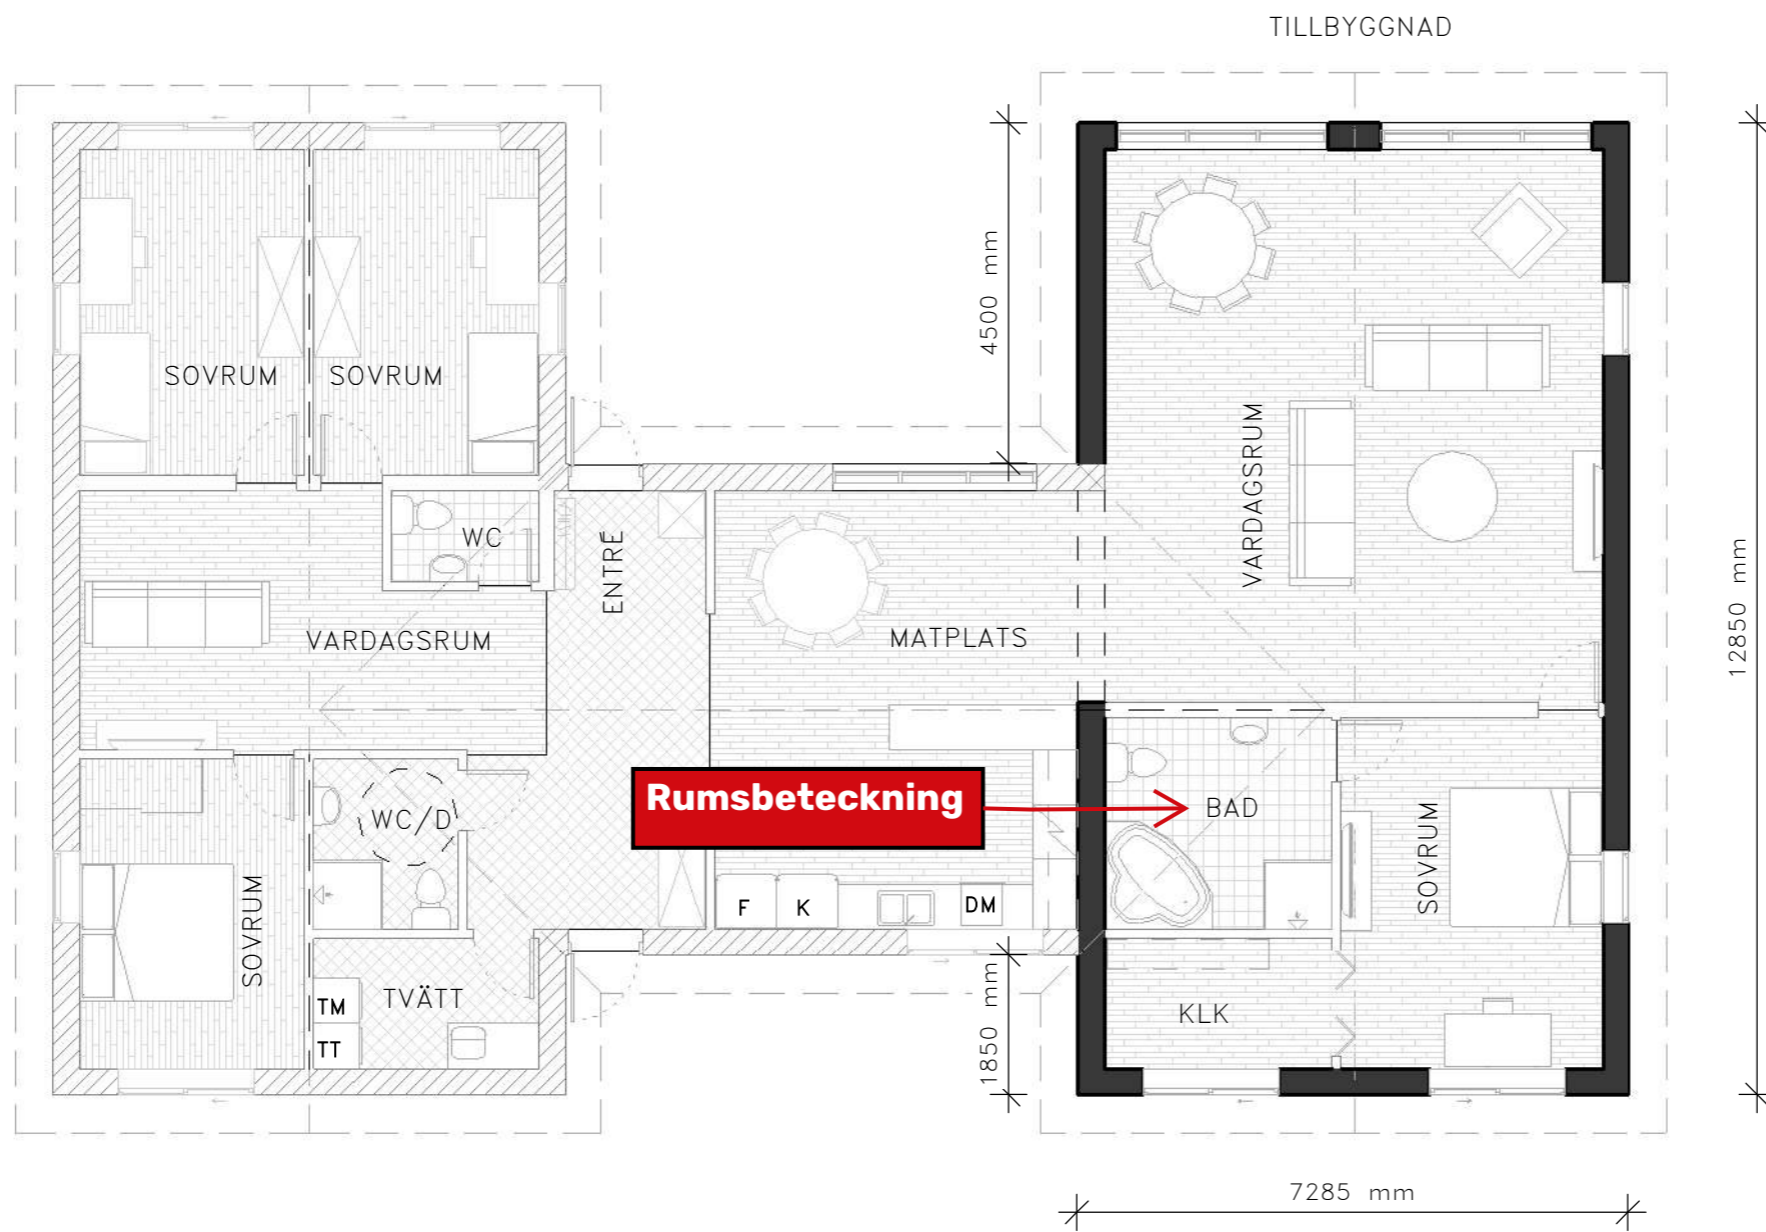 TILLBYGGNAD
4500 mm
12850 mm
SOVRUM
SOVRUM
VARDAGSRUM
WC
ENTRÉ
VARDAGSRUM
MATPLATS
Rumsbeteckning
BAD
WC/D
SOVRUM
SOVRUM
F
K
DM
TVÄTT
TM
TT
1850 mm
KLK
7285 mm